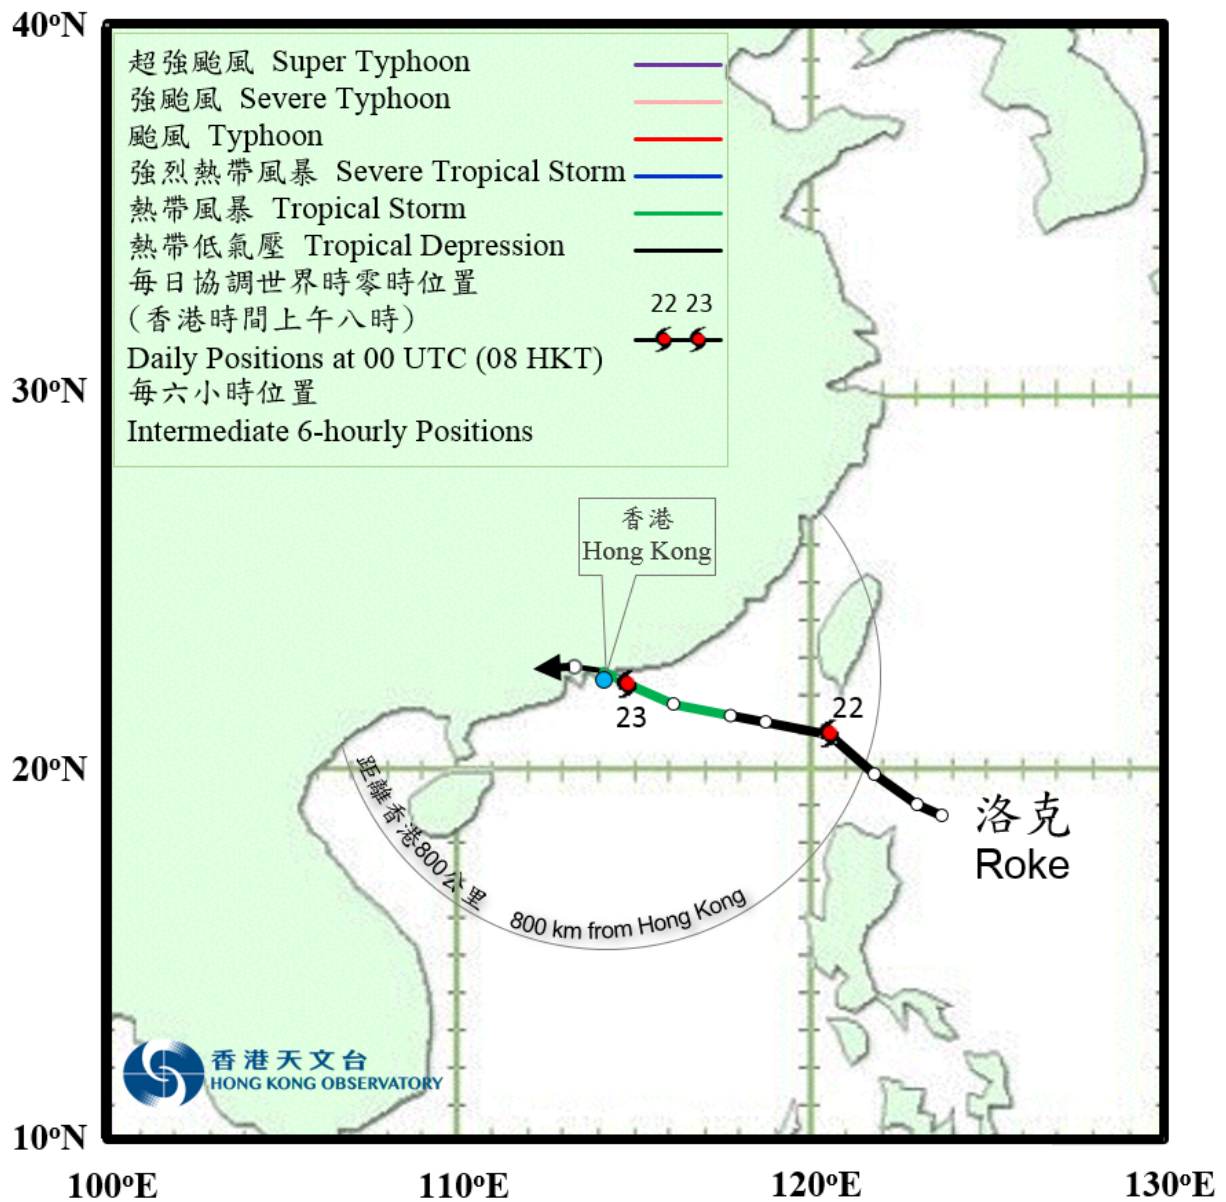 40°N
超強颱風 Super Typhoon
強颱風 Severe Typhoon
颱風 Typhoon
強烈熱帶風暴 Severe Tropical Storm
熱帶風暴 Tropical Storm
熱帶低氣壓 Tropical Depression
每日協調世界時零時位置
(香港時間上午八時)
22 23
Daily Positions at 00 UTC (08 HKT)
每六小時位置
Intermediate 6-hourly Positions
30°N
香港
Hong Kong
22
23
20°N
距離香港800公里
800 km from Hong Kong
洛克
Roke
香港天文台
HONG KONG OBSERVATORY
10°N
100°E
110°E
120°E
130°E